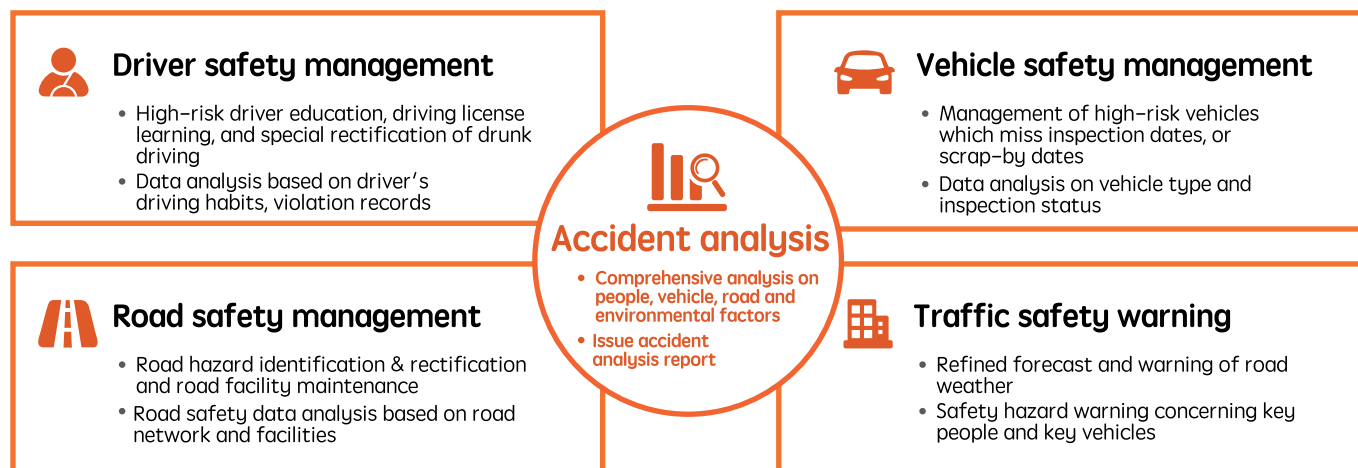 Driver safety management
• High-risk driver education, driving license
learning, and special rectification of drunk
driving
• Data analysis based on driver's
driving habits, violation records
Vehicle safety management
• Management of high-risk vehicles
which miss inspection dates, or
scrap-by dates
• Data analysis on vehicle type and
inspection status
Accident analysis
• Comprehensive analysis on
people, vehicle, road and
environmental factors
• Issue accident
analysis report
Road safety management
• Road hazard identification & rectification
and road facility maintenance
• Road safety data analysis based on road
network and facilities
Traffic safety warning
• Refined forecast and warning of road
weather
• Safety hazard warning concerning key
people and key vehicles